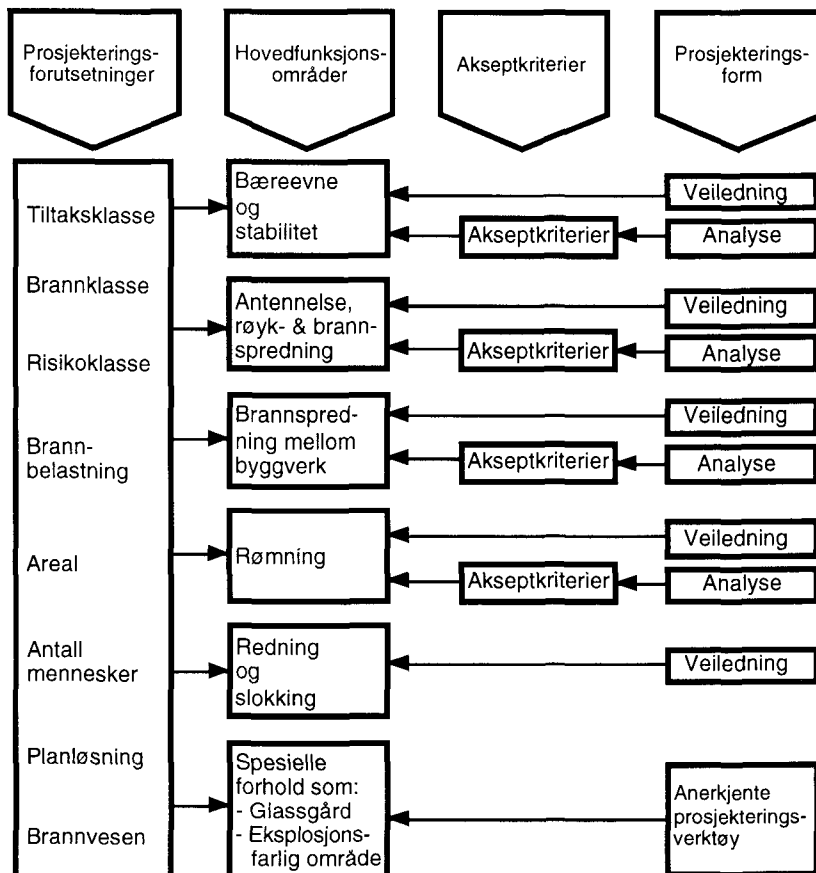 Prosjekterings-
forutsetninger
Hovedfunksjons-
områder
Akseptkriterier
Prosjekterings-
form
Tiltaksklasse
Brannklasse
Risikoklasse
Brann-
belastning
Areal
Antall
mennesker
Planløsning
Brannvesen
Bæreevne
og
stabilitet
Veiledning
Akseptkriterier
Analyse
Antennelse,
røyk- & brann-
spredning
Veiledning
Akseptkriterier
Analyse
Brannspred-
ning mellom
byggverk
Veiledning
Akseptkriterier
Analyse
Rømning
Veiledning
Akseptkriterier
Analyse
Redning
og
slokking
Veiledning
Spesielle
forhold som:
- Glassgård
- Eksplosjons-
farlig område
Anerkjente
prosjekterings-
verktøy